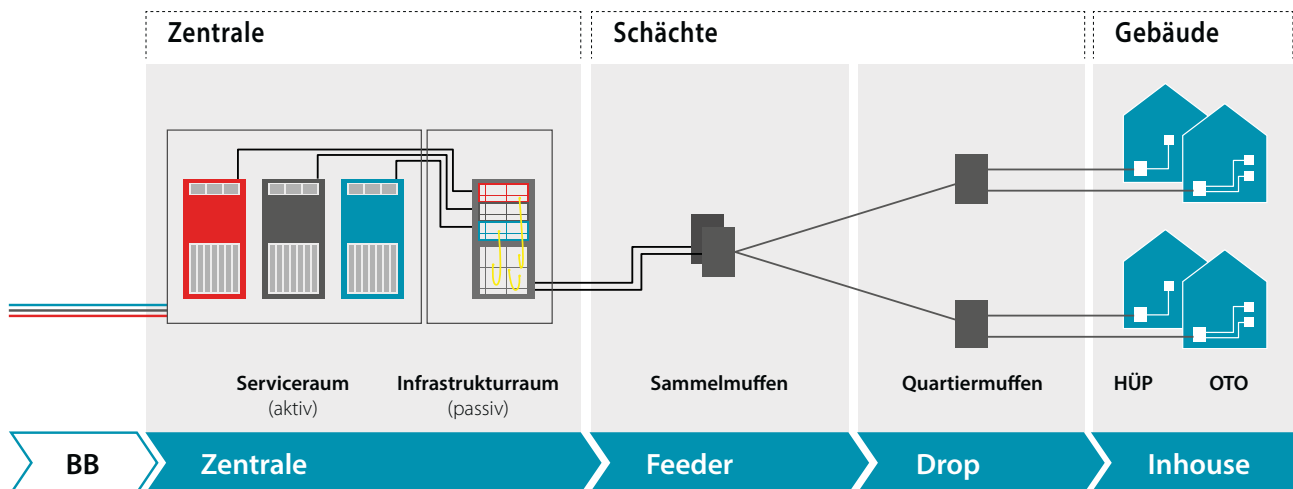 Zentrale
Schächte
Gebäude
Serviceraum
(aktiv)
Infrastrukturraum
(passiv)
Sammelmuffen
Quartiermuffen
HÜP
OTO
BB
Zentrale
Feeder
Drop
Inhouse